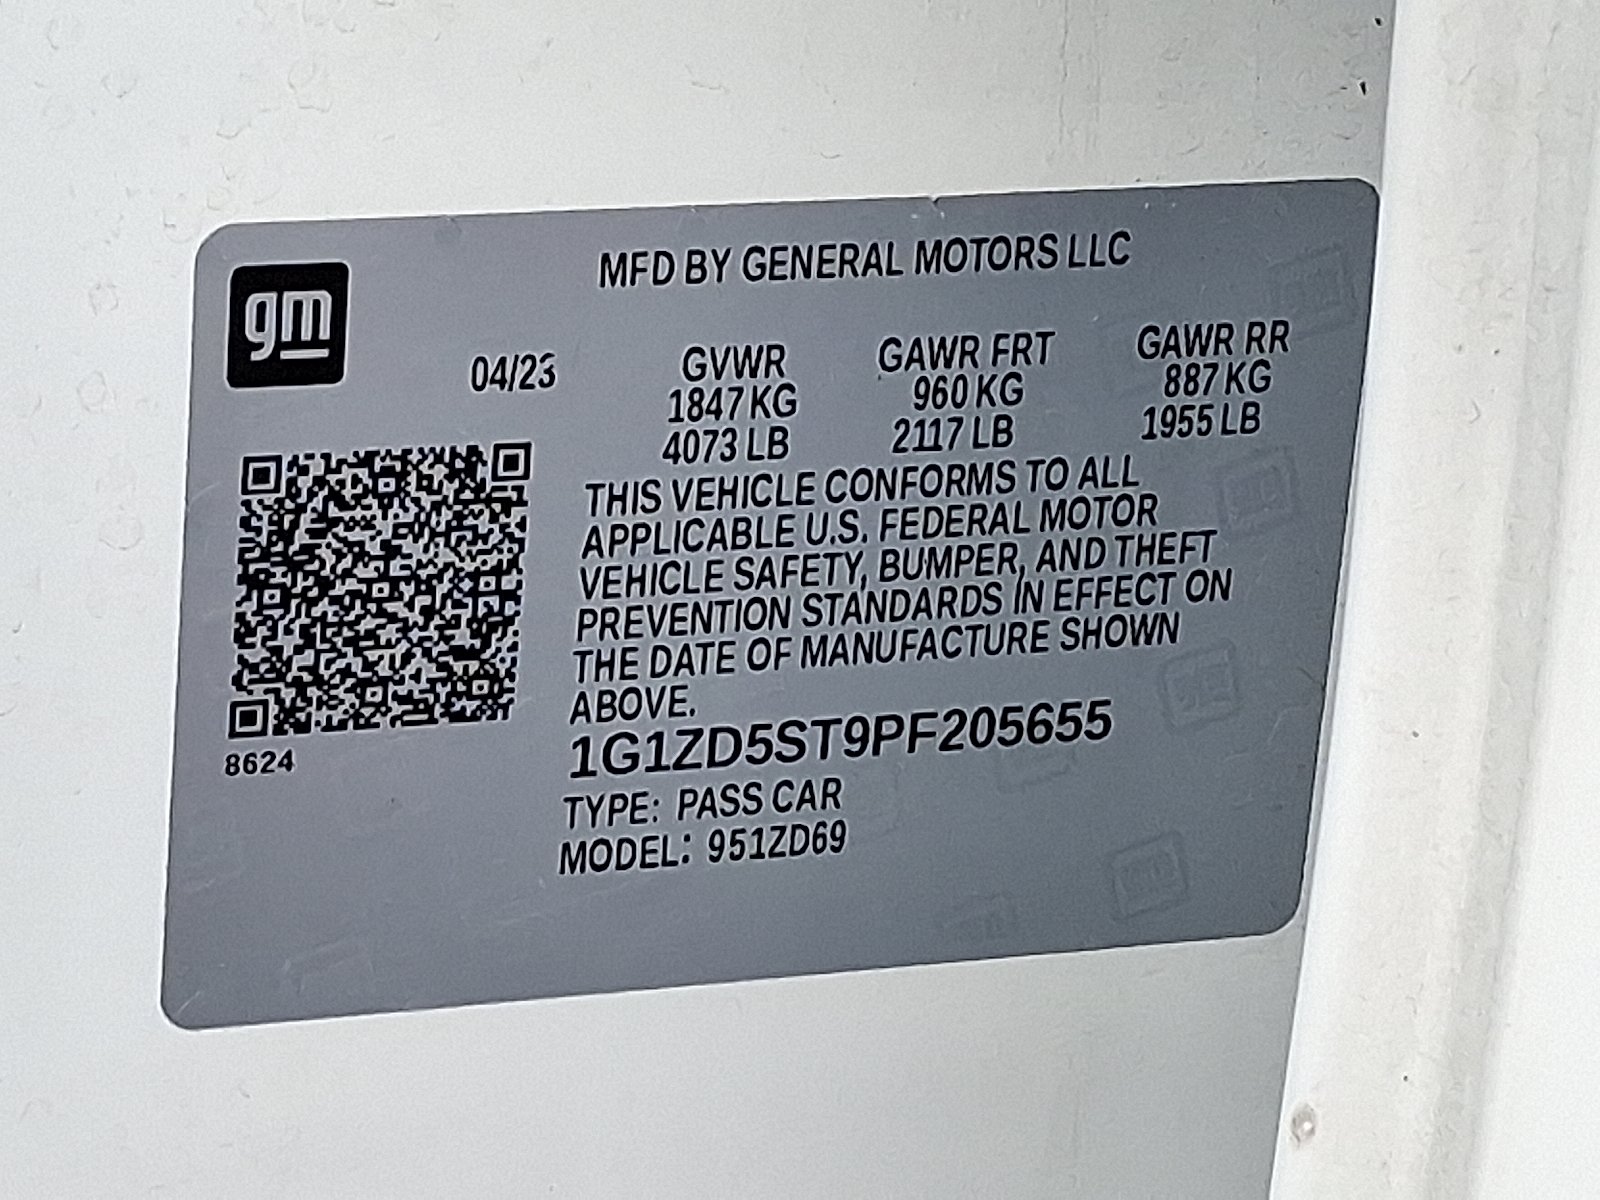 MFD BY GENERAL MOTORS LLC
gm
04/23
GVWR GAWR FRT GAWR RR
1847 KG 960 KG 887 KG
4073 LB 2117 LB 1955 LB
THIS VEHICLE CONFORMS TO ALL
APPLICABLE U.S. FEDERAL MOTOR
VEHICLE SAFETY, BUMPER, AND THEFT
PREVENTION STANDARDS IN EFFECT ON
THE DATE OF MANUFACTURE SHOWN
ABOVE.
8624
1G1ZD5ST9PF205655
TYPE: PASS CAR
MODEL: 951ZD69